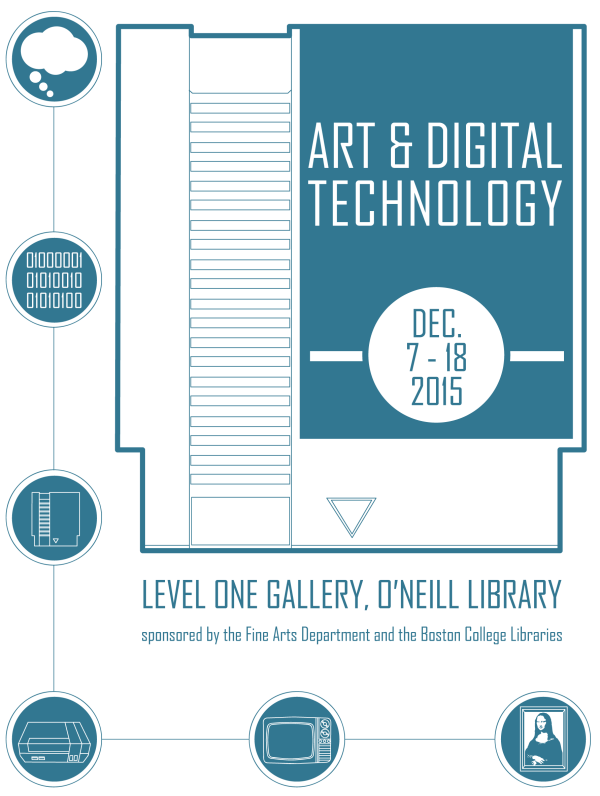 ART & DIGITAL
TECHNOLOGY
01000001
01010010
01010100
DEC.
7 - 18
2015
LEVEL ONE GALLERY, O'NEILL LIBRARY
sponsored by the Fine Arts Department and the Boston College Libraries